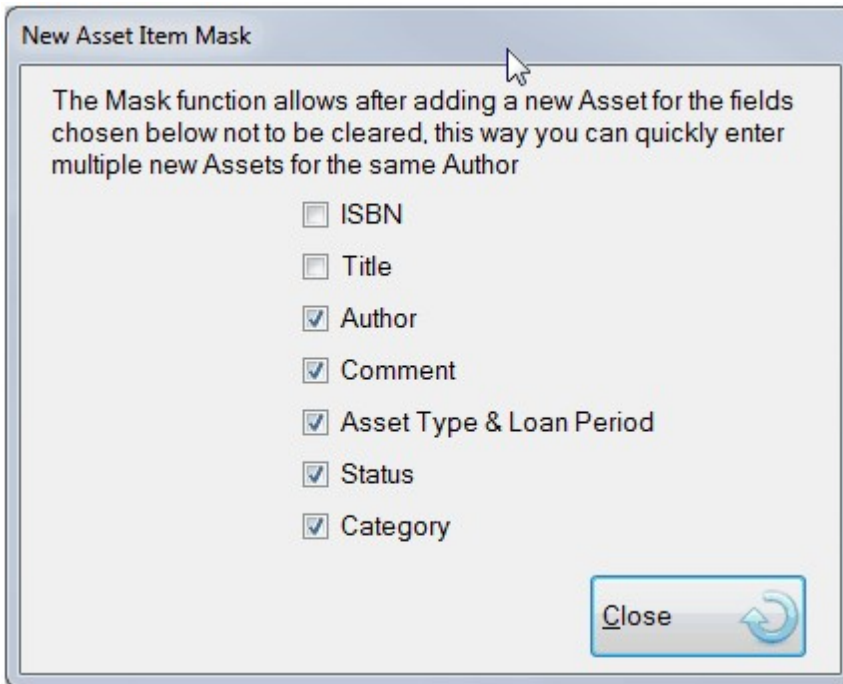 New Asset Item Mask
The Mask function allows after adding a new Asset for the fields
chosen below not to be cleared, this way you can quickly enter
multiple new Assets for the same Author
ISBN
Title
Author
Comment
Asset Type & Loan Period
Status
Category
Close